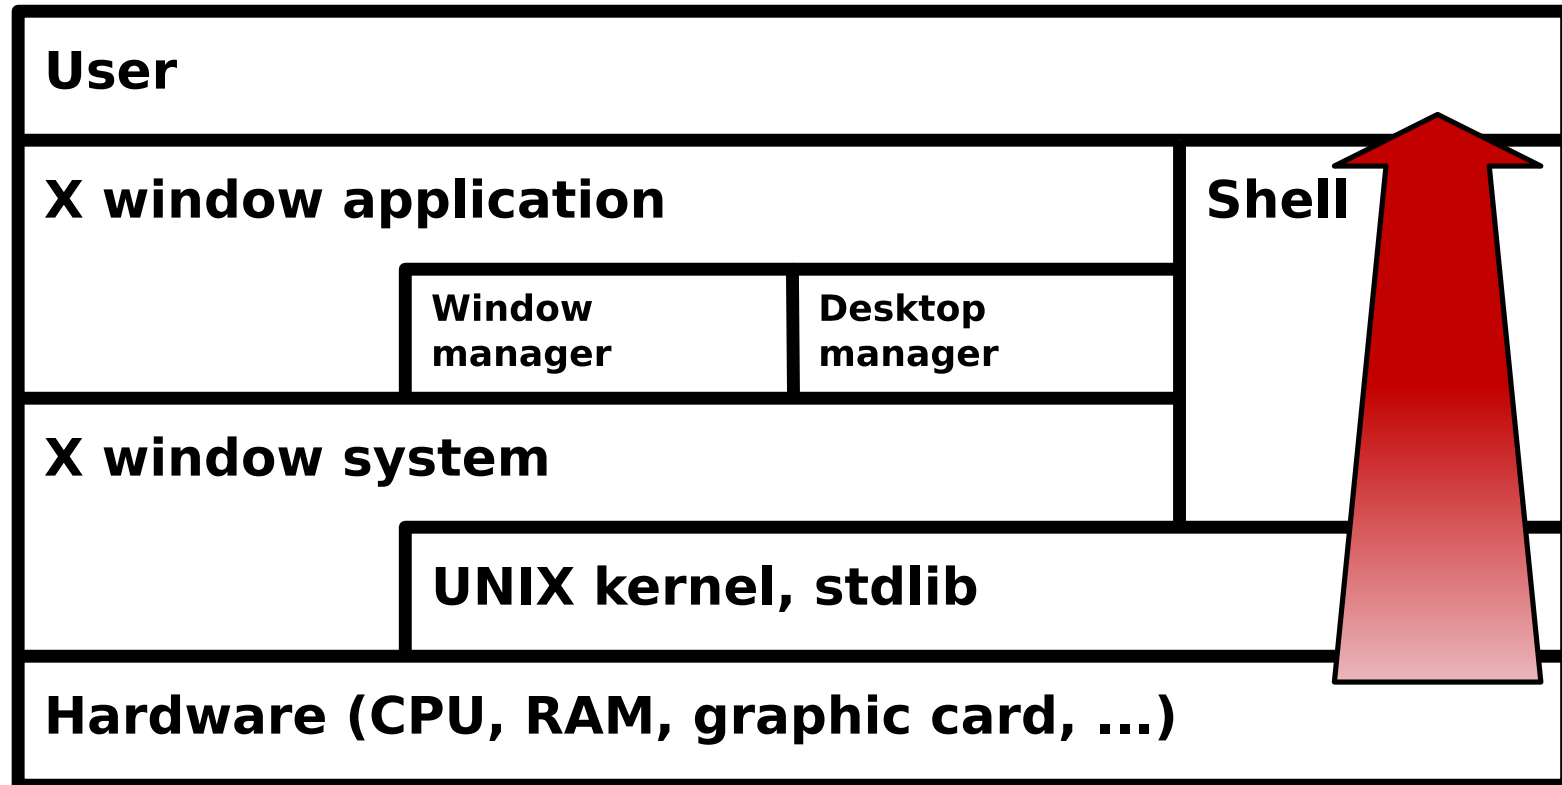 User
X window application
Shell
Window
manager
Desktop
manager
X window system
UNIX kernel, stdlib
Hardware (CPU, RAM, graphic card, ...)